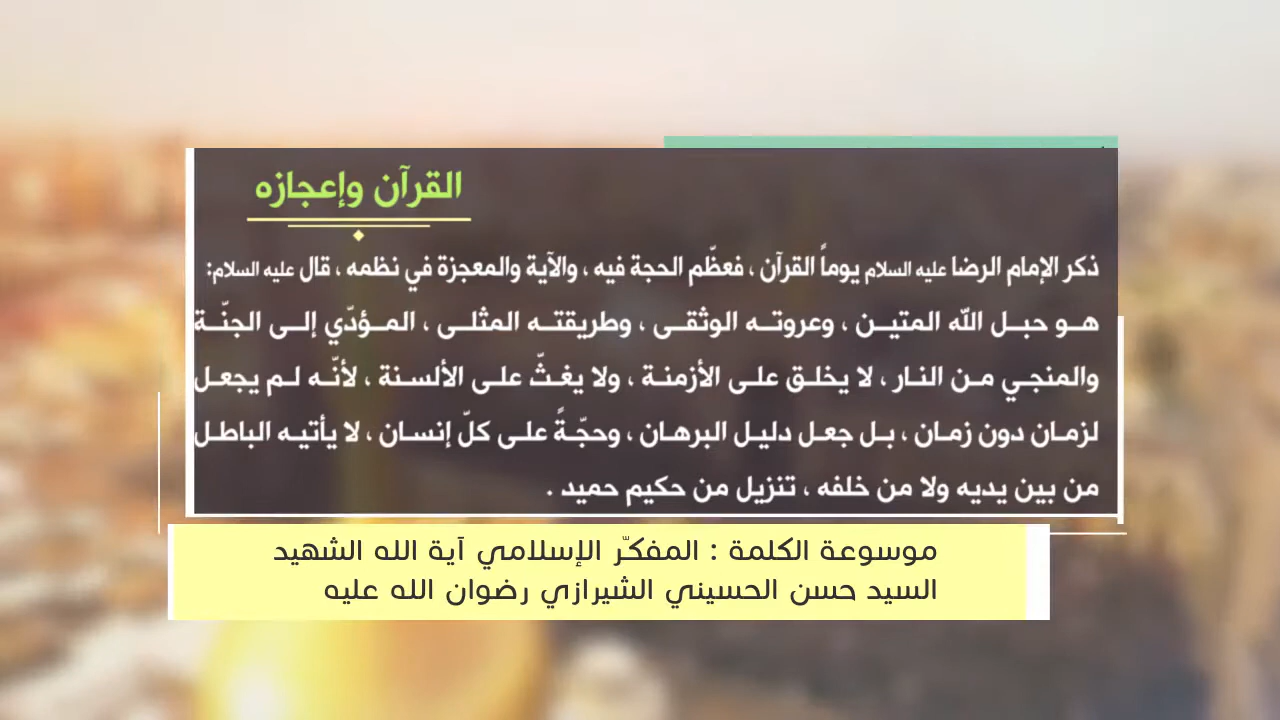 القرآن وإعجازه
ذكر الإمام الرضا عليه السلام يوماً القرآن ، فعظّم الحجة فيه ، والآية والمعجزة في نظمه ، قال عليه السلام:
هـو حبـل الله المتيـن ، وعروتـه الوثقـى ، وطريقتـه المثلـى ، المـؤدّي إلـى الجنّـة
والمنجـي مـن النـار ، لا يخلـق علـى الأزمنـة ، ولا يغـثّ علـى الألسـنة ، لأنّـه لـم يجعـل
لزمـان دون زمـان ، بـل جعـل دليـل البرهـان ، وحجّـةً علـى كلّ إنسـان ، لا يأتيـه الباطـل
من بين يديه ولا من خلفه ، تنزيل من حكيم حميد .
موسوعة الكلمة : المفكّر الإسلامي آية الله الشهيد
السيد حسن الحسيني الشيرازي رضوان الله عليه